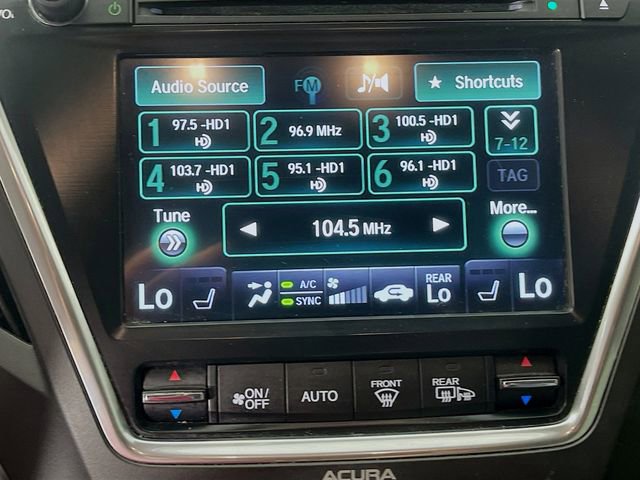 Audio Source
FM
★ Shortcuts
1 97.5 -HD1
2 96.9 MHz
3 100.5 -HD1
7-12
4 103.7 -HD1
5 95.1 -HD1
6 96.1 -HD1
TAG
Tune
◄ 104.5 MHz ►
More...
Lo
A/C
SYNC
REAR
Lo
Lo
ON/
OFF
AUTO
FRONT
REAR
ACURA